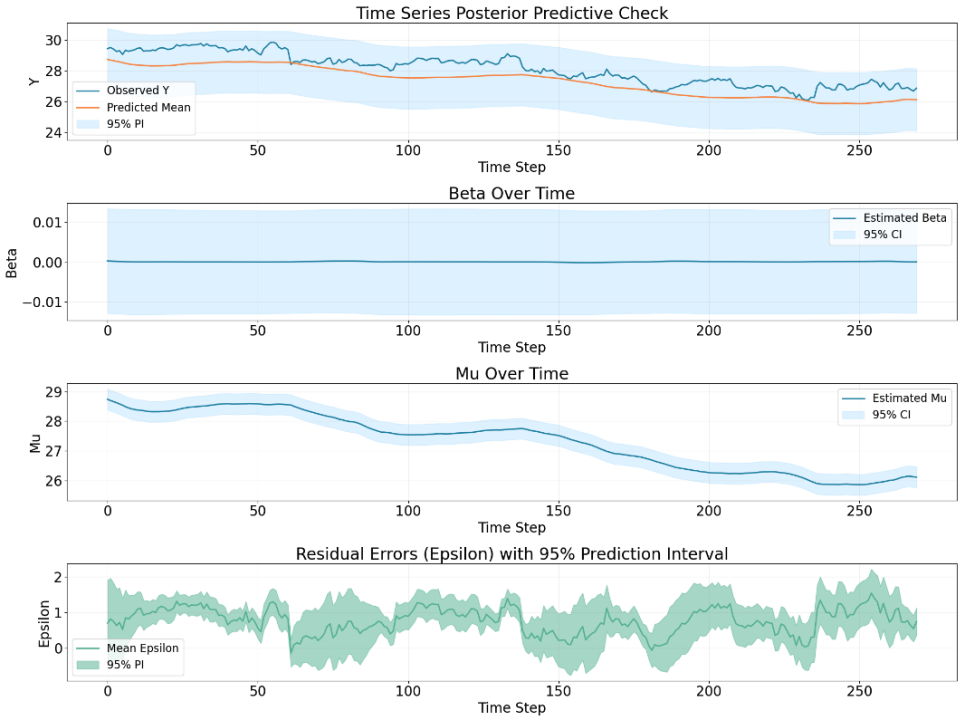 Time Series Posterior Predictive Check
30
28
26
24
Y
Observed Y
Predicted Mean
95% PI
0 50 100 150 200 250
Time Step
Beta Over Time
0.01
0.00
−0.01
Beta
Estimated Beta
95% CI
0 50 100 150 200 250
Time Step
Mu Over Time
29
28
27
26
Mu
Estimated Mu
95% CI
0 50 100 150 200 250
Time Step
Residual Errors (Epsilon) with 95% Prediction Interval
2
1
0
Epsilon
Mean Epsilon
95% PI
0 50 100 150 200 250
Time Step